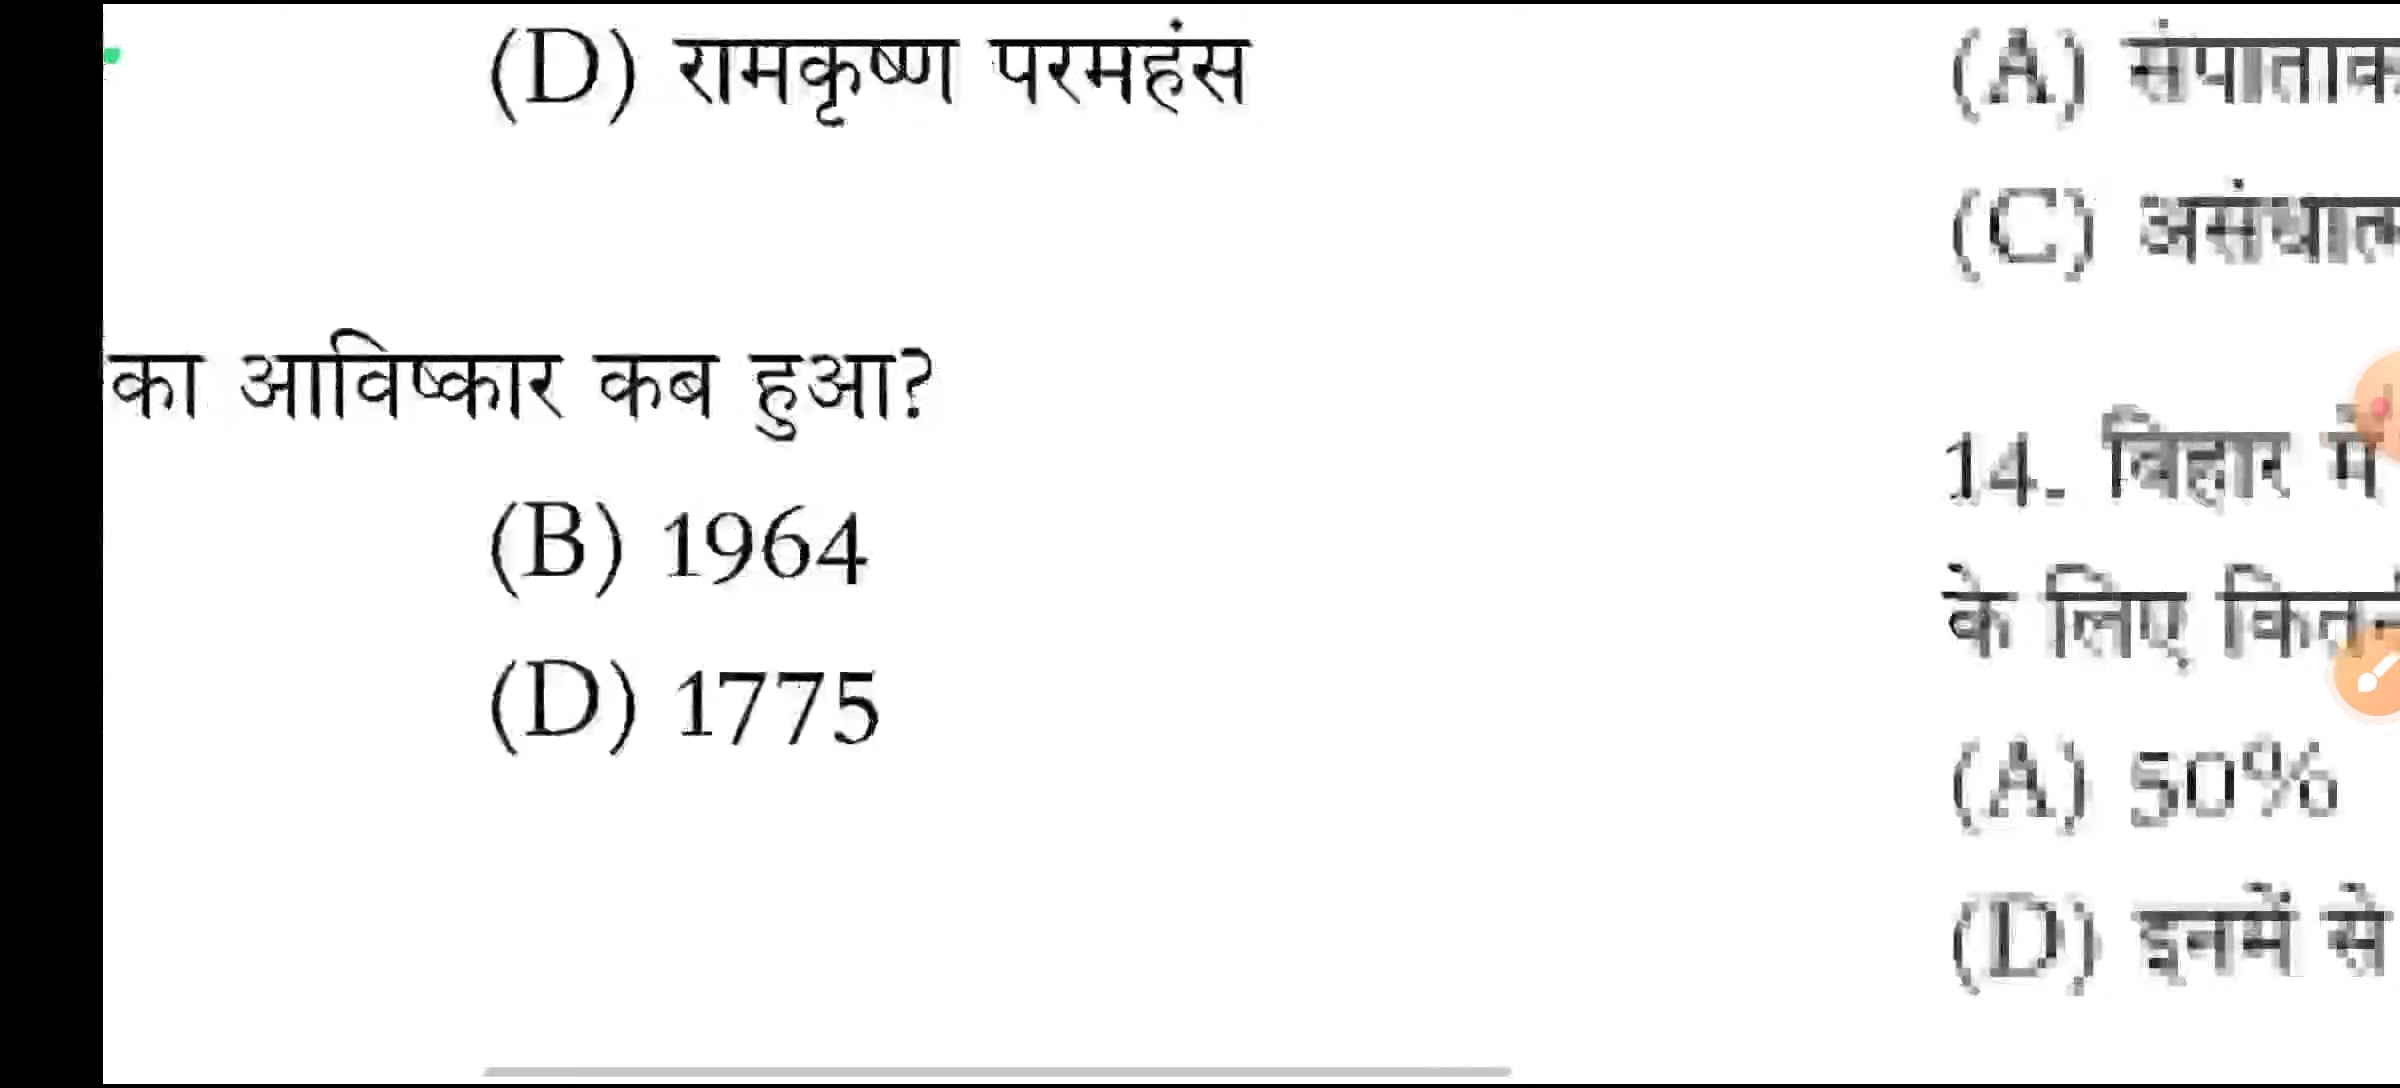 (D) रामकृष्ण परमहंस
का आविष्कार कब हुआ?
(B) 1964
(D) 1775
(A)
(C)
14. बिहार में
के लिए
(A) 50%
(D) इनमें से